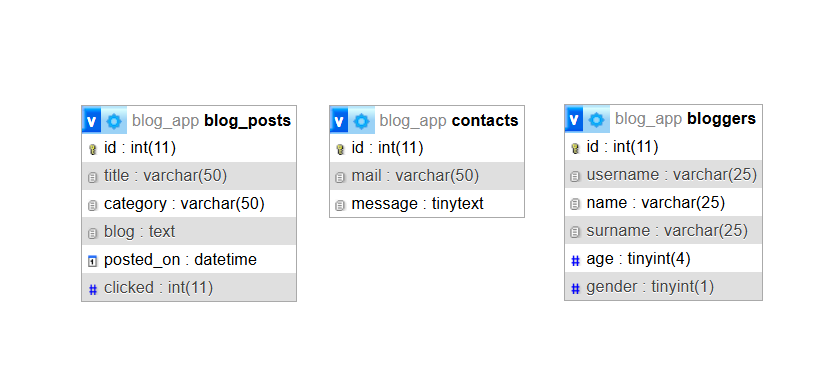 v blog_app blog_posts
id : int(11)
title : varchar(50)
category : varchar(50)
blog : text
posted_on : datetime
# clicked : int(11)
v blog_app contacts
id : int(11)
mail : varchar(50)
message : tinytext
v blog_app bloggers
id : int(11)
username : varchar(25)
name : varchar(25)
surname : varchar(25)
# age : tinyint(4)
# gender : tinyint(1)